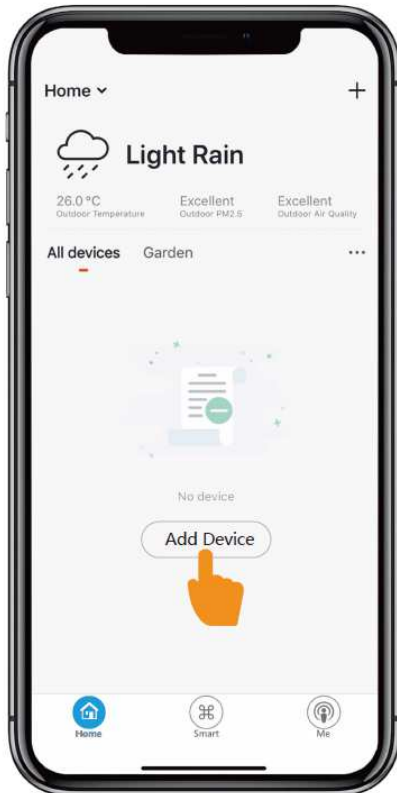 Home
Light Rain
26.0 °C Excellent Excellent
Outdoor Temperature Outdoor PM2.5 Outdoor Air Quality
All devices Garden ...
No device
Add Device
Home Smart Me